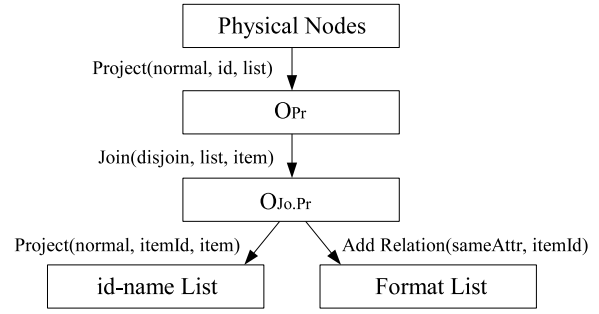 Physical Nodes
Project(normal, id, list)
OPr
Join(disjoin, list, item)
OJo.Pr
Project(normal, itemId, item)
Add Relation(sameAttr, itemId)
id-name List
Format List